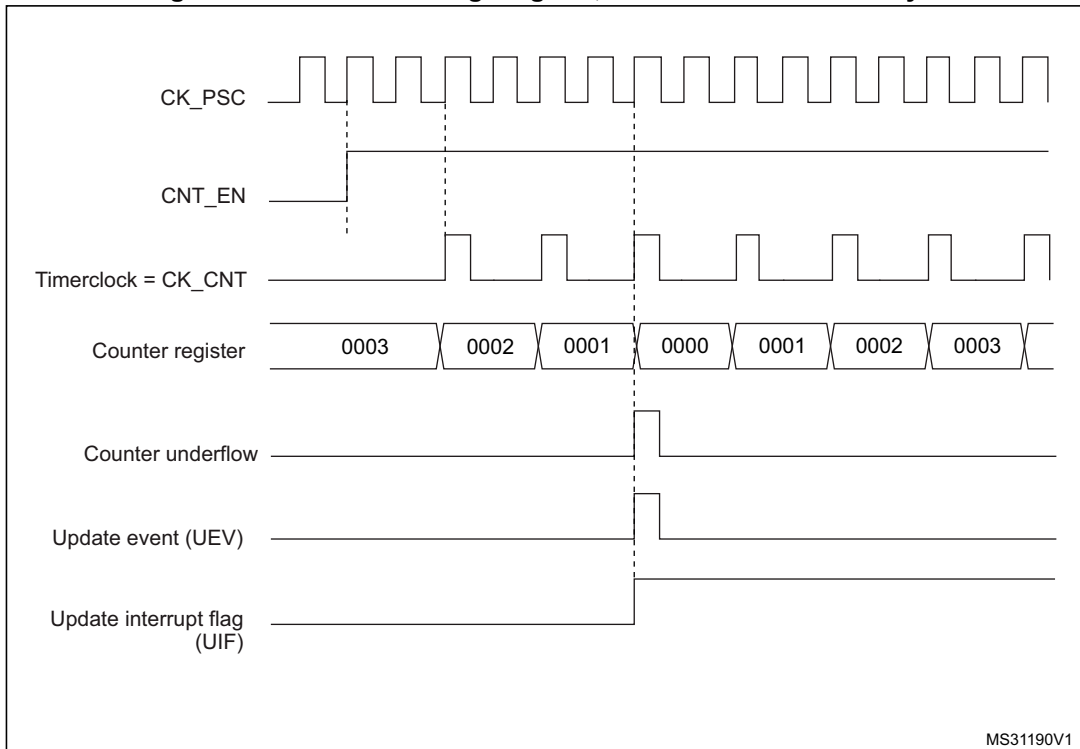 CK_PSC
CNT_EN
Timerclock = CK_CNT
Counter register
0003 0002 0001 0000 0001 0002 0003
Counter underflow
Update event (UEV)
Update interrupt flag
(UIF)
MS31190V1